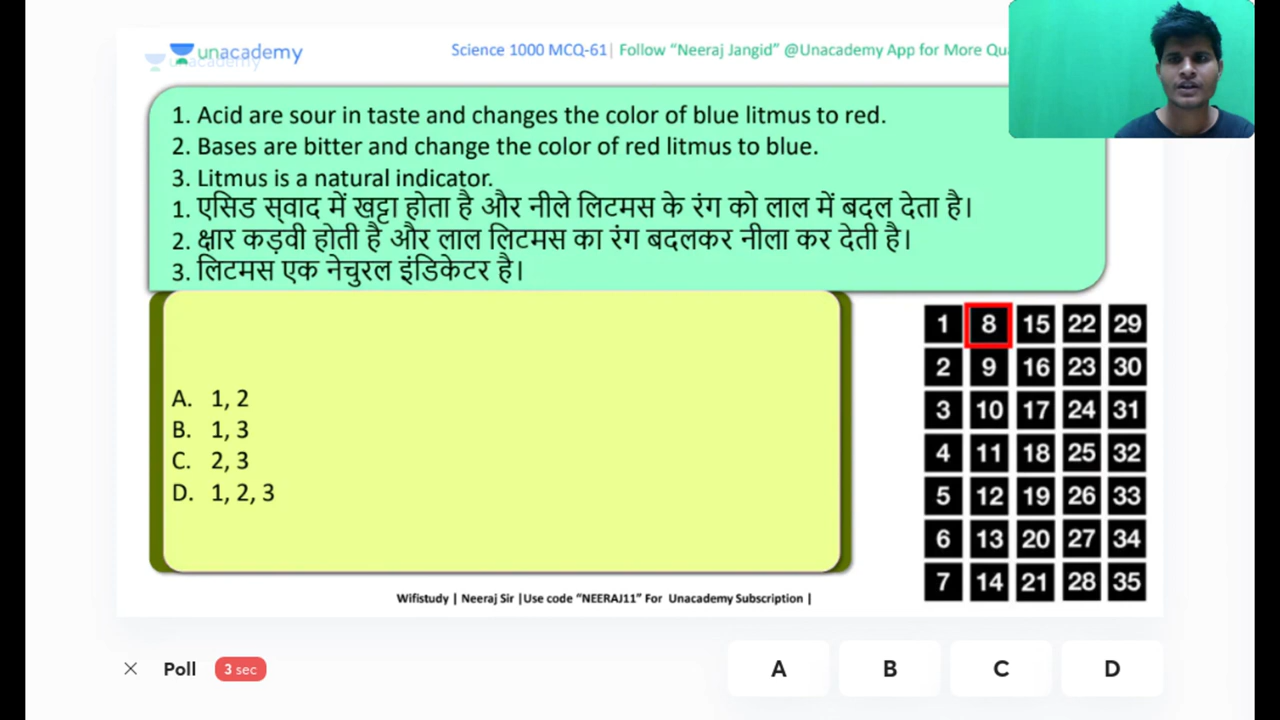 unacademy
unacademy
Science 1000 MCQ-61| Follow “Neeraj Jangid” @Unacademy App for More Qu
1. Acid are sour in taste and changes the color of blue litmus to red.
2. Bases are bitter and change the color of red litmus to blue.
3. Litmus is a natural indicator.
1. एसिड स्वाद में खट्टा होता है और नीले लिटमस के रंग को लाल में बदल देता है।
2. क्षार कड़वी होती है और लाल लिटमस का रंग बदलकर नीला कर देती है।
3. लिटमस एक नेचुरल इंडिकेटर है।
A. 1, 2
B. 1, 3
C. 2, 3
D. 1, 2, 3
1 8 15 22 29
2 9 16 23 30
3 10 17 24 31
4 11 18 25 32
5 12 19 26 33
6 13 20 27 34
7 14 21 28 35
Wifistudy | Neeraj Sir |Use code “NEERAJ11” For Unacademy Subscription |
Poll 3 sec A B C D